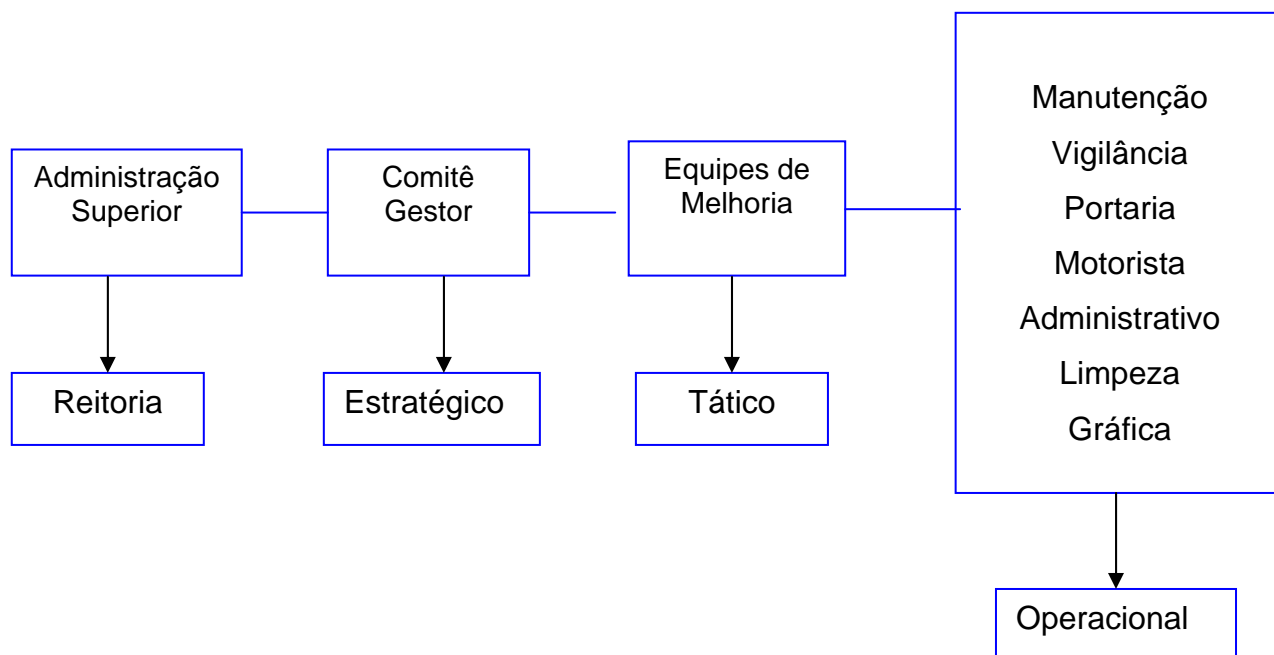 Administração
Superior
Comitê
Gestor
Equipes de
Melhoria
Manutenção
Vigilância
Portaria
Motorista
Administrativo
Limpeza
Gráfica
Reitoria
Estratégico
Tático
Operacional